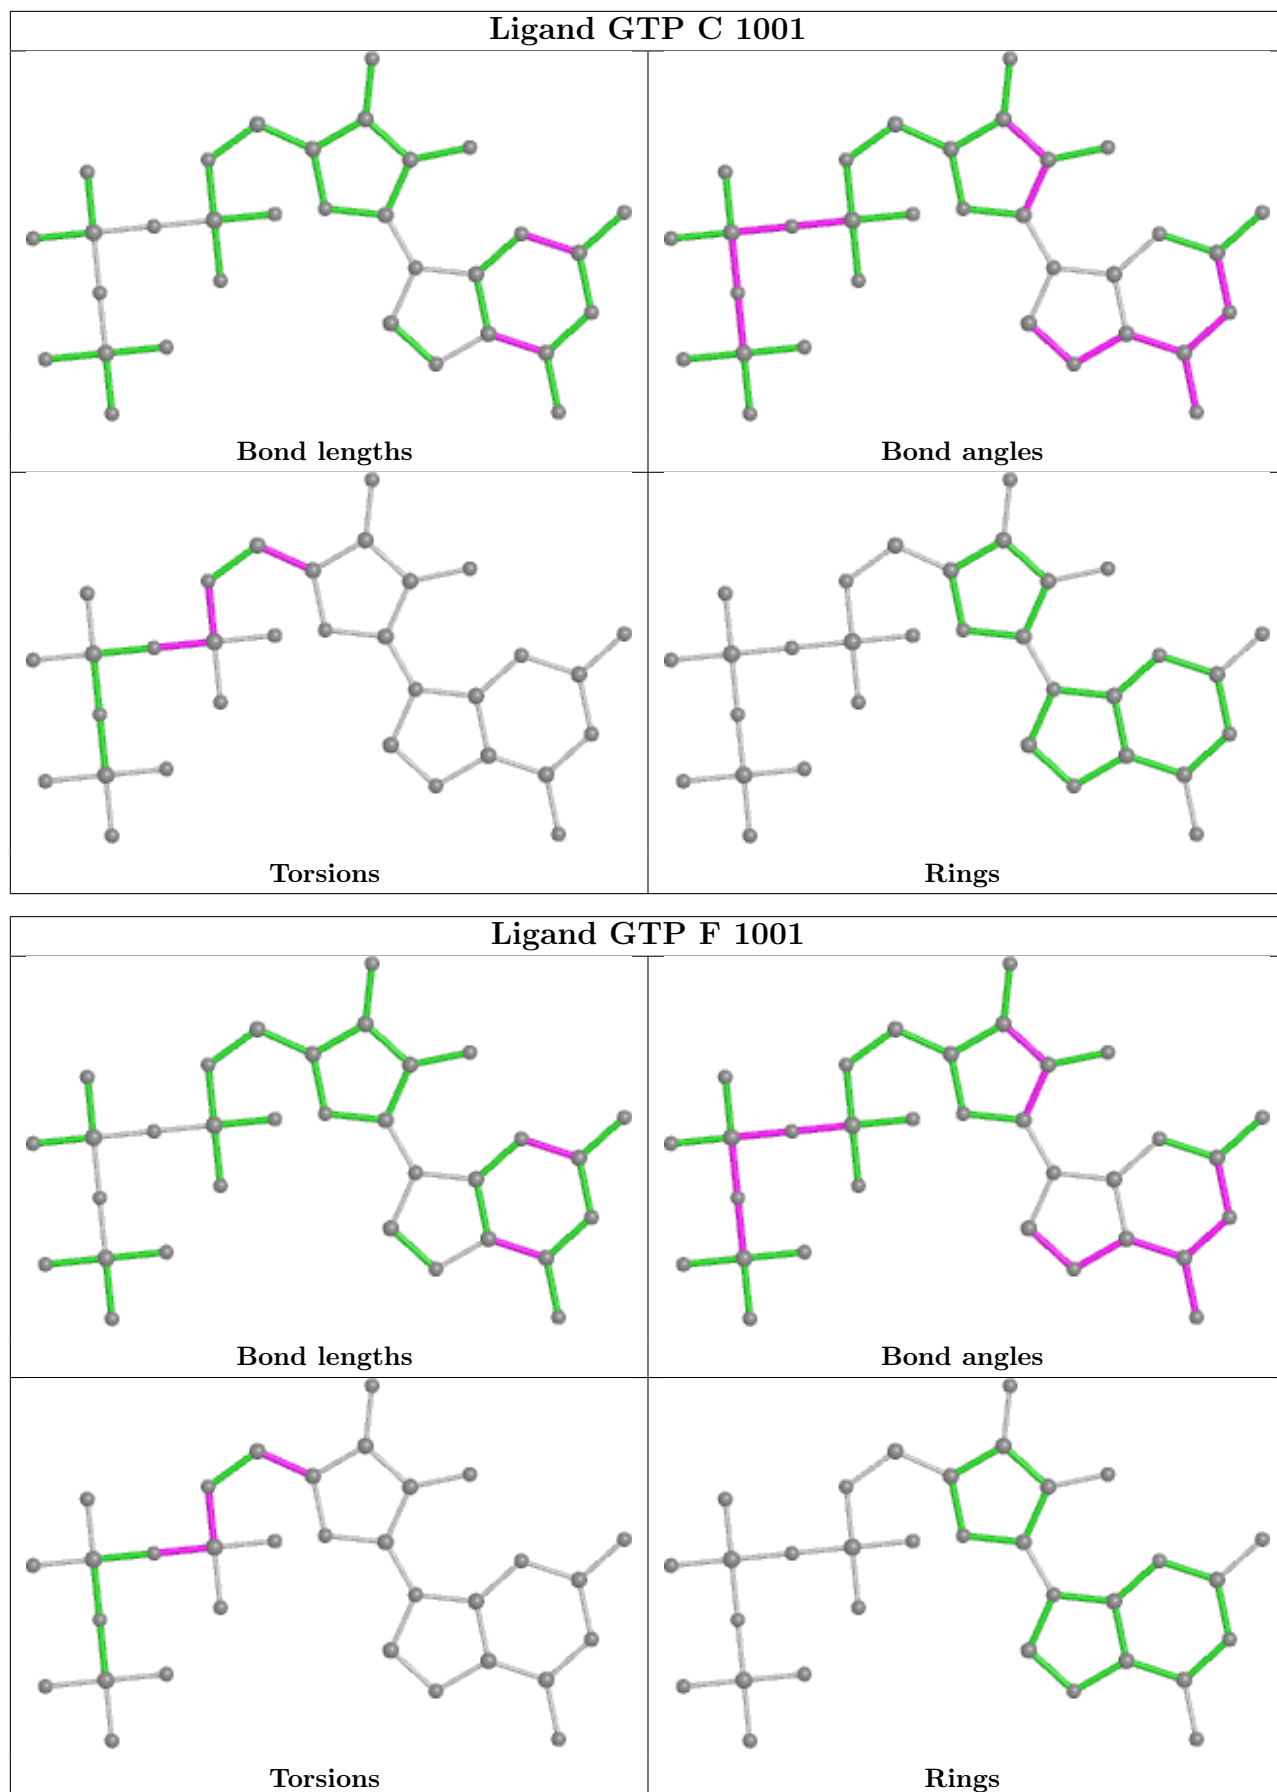 Ligand GTP C 1001
Bond lengths
Bond angles
Torsions
Rings
Ligand GTP F 1001
Bond lengths
Bond angles
Torsions
Rings